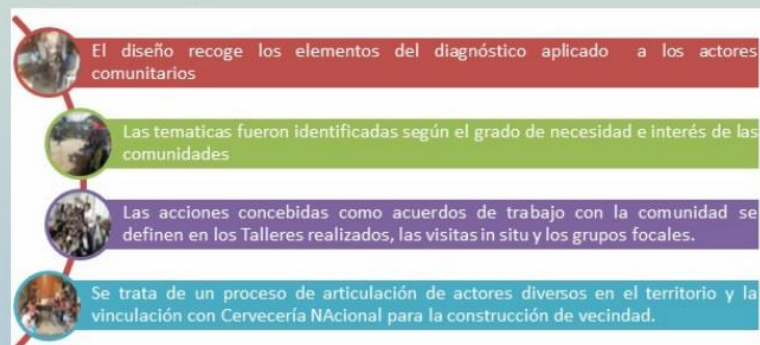 El diseño recoge los elementos del diagnóstico aplicado a los actores
comunitarios
Las tematicas fueron identificadas según el grado de necesidad e interés de las
comunidades
Las acciones concebidas como acuerdos de trabajo con la comunidad se
definen en los Talleres realizados, las visitas in situ y los grupos focales.
Se trata de un proceso de articulación de actores diversos en el territorio y la
vinculación con Cervecería NAcional para la construcción de vecindad.